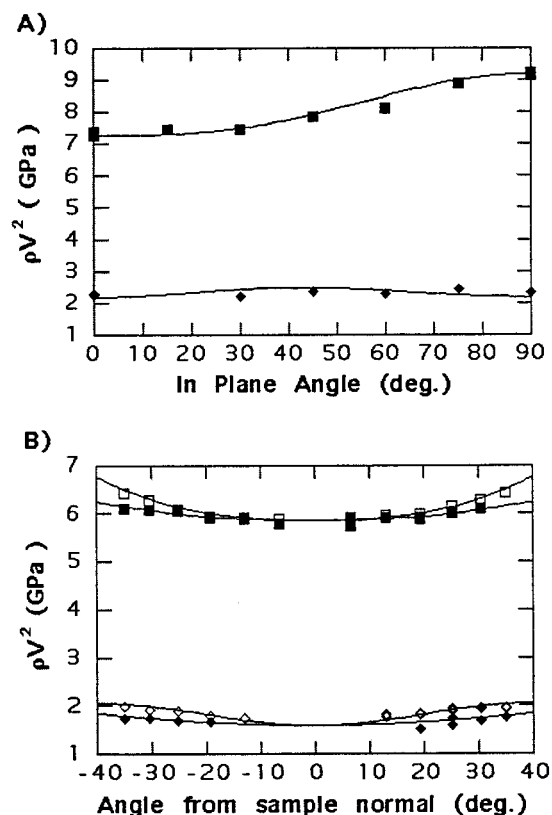 A)
10
9
8
7
6
5
4
3
2
1
ρV² ( GPa)
0 10 20 30 40 50 60 70 80 90
In Plane Angle (deg.)
B)
7
6
5
4
3
2
1
ρV² (GPa)
-40 -30 -20 -10 0 10 20 30 40
Angle from sample normal (deg.)